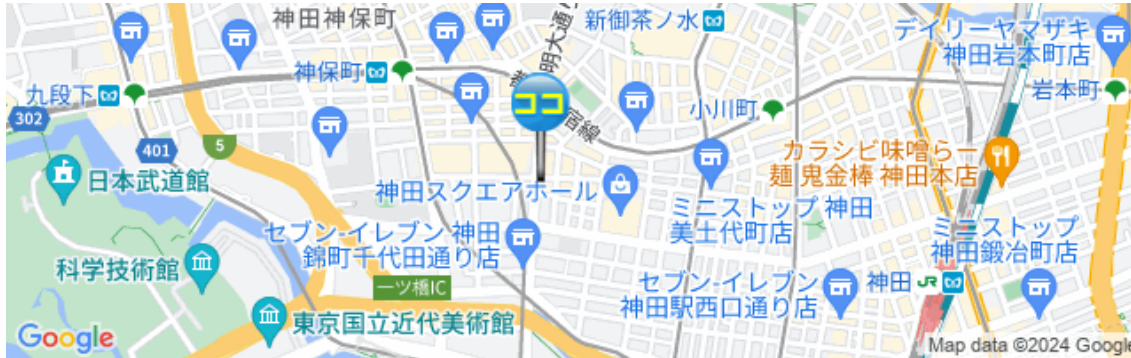 神田神保町
新御茶ノ水
デイリーヤマザキ
神田岩本町店
明大通り
神保町
九段下
302
ココ
宿線
小川町
岩本町
401
5
日本武道館
カラシビ味噌らー
麺 鬼金棒 神田本店
神田スクエアホール
ミニストップ 神田
美土代町店
セブン-イレブン 神田
錦町千代田通り店
ミニストップ
神田鍛冶町店
科学技術館
一ツ橋IC
セブン-イレブン
神田駅西口通り店
神田
JR
東京国立近代美術館
Google
Map data ©2024 Google